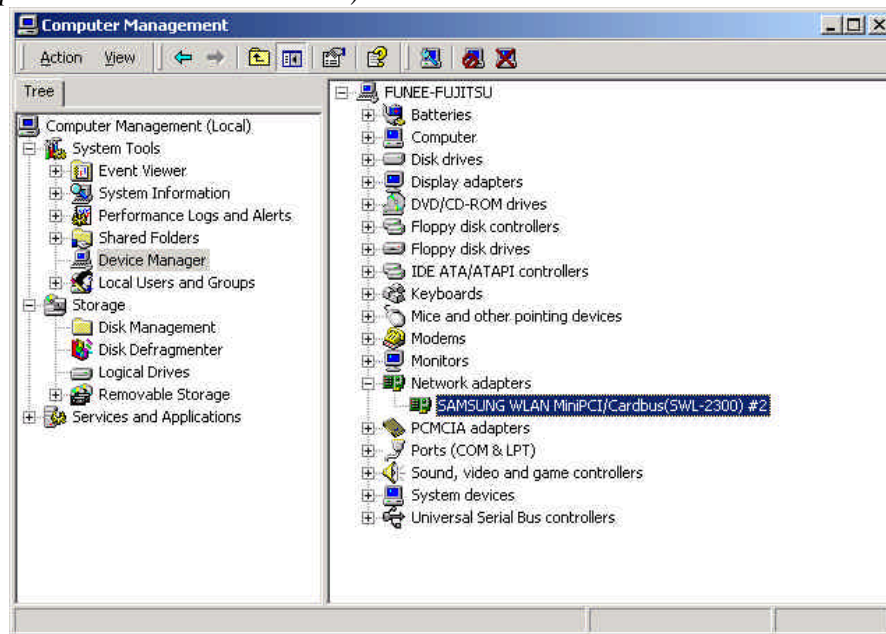 Computer Management
Action View
Tree
Computer Management (Local)
System Tools
Event Viewer
System Information
Performance Logs and Alerts
Shared Folders
Device Manager
Local Users and Groups
Storage
Disk Management
Disk Defragmenter
Logical Drives
Removable Storage
Services and Applications
FUNEE-FUJITSU
Batteries
Computer
Disk drives
Display adapters
DVD/CD-ROM drives
Floppy disk controllers
Floppy disk drives
IDE ATA/ATAPI controllers
Keyboards
Mice and other pointing devices
Modems
Monitors
Network adapters
SAMSUNG WLAN MiniPCI/Cardbus(SWL-2300) #2
PCMCIA adapters
Ports (COM & LPT)
Sound, video and game controllers
System devices
Universal Serial Bus controllers